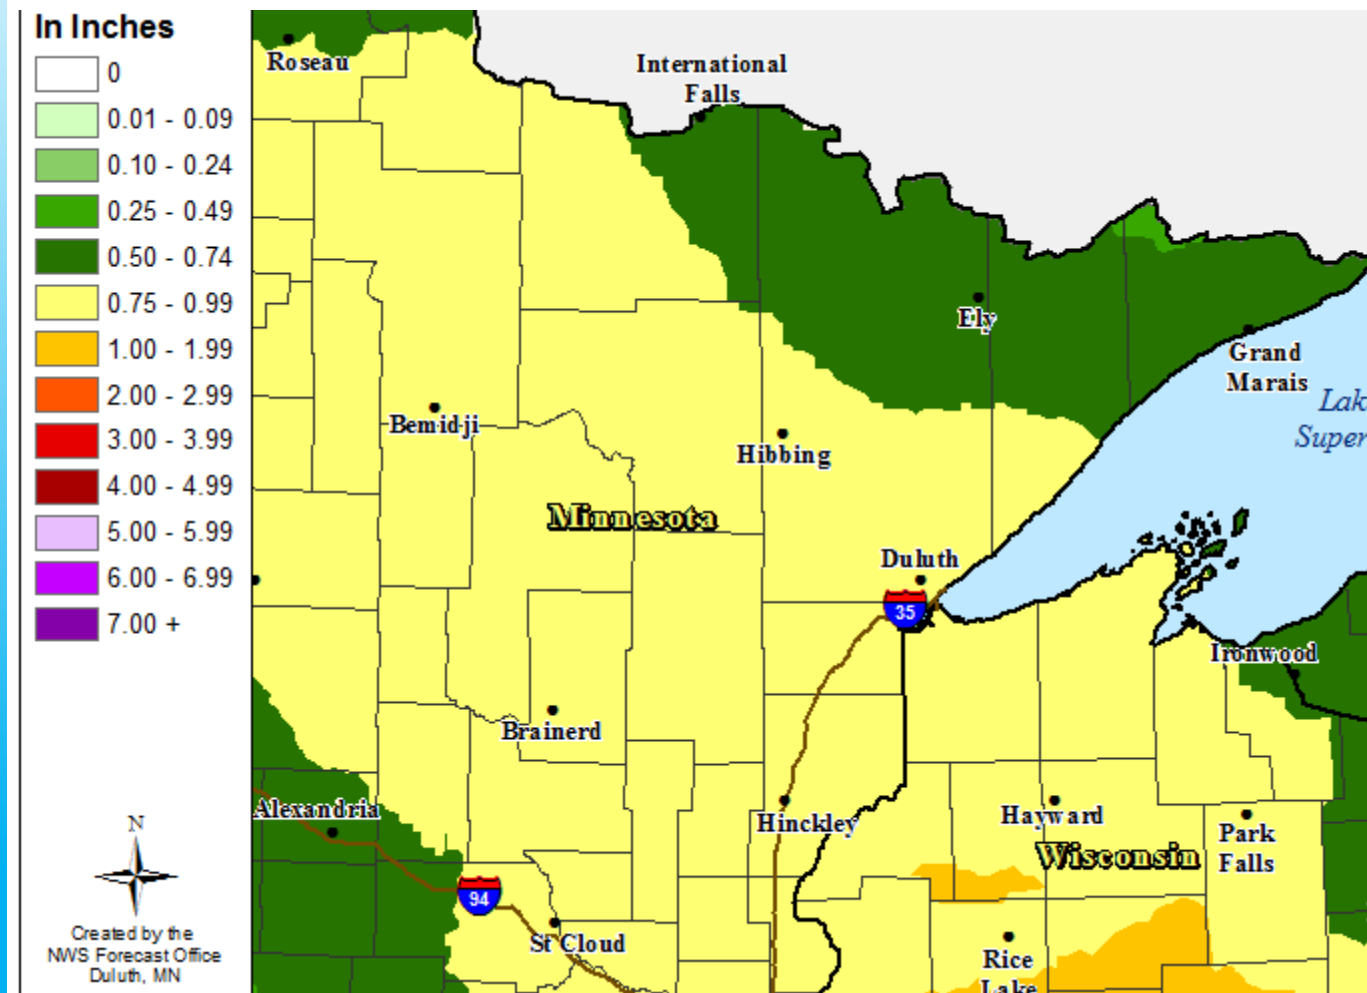 In Inches
0
0.01 - 0.09
0.10 - 0.24
0.25 - 0.49
0.50 - 0.74
0.75 - 0.99
1.00 - 1.99
2.00 - 2.99
3.00 - 3.99
4.00 - 4.99
5.00 - 5.99
6.00 - 6.99
7.00 +
N
Created by the
NWS Forecast Office
Duluth, MN
Roseau
International
Falls
Ely
Grand
Marais
Lak
Super
Bemidji
Hibbing
Minnesota
Duluth
35
Ironwood
Brainerd
Alexandria
Hinckley
Hayward
Park
Falls
Wisconsin
94
St Cloud
Rice
Lake